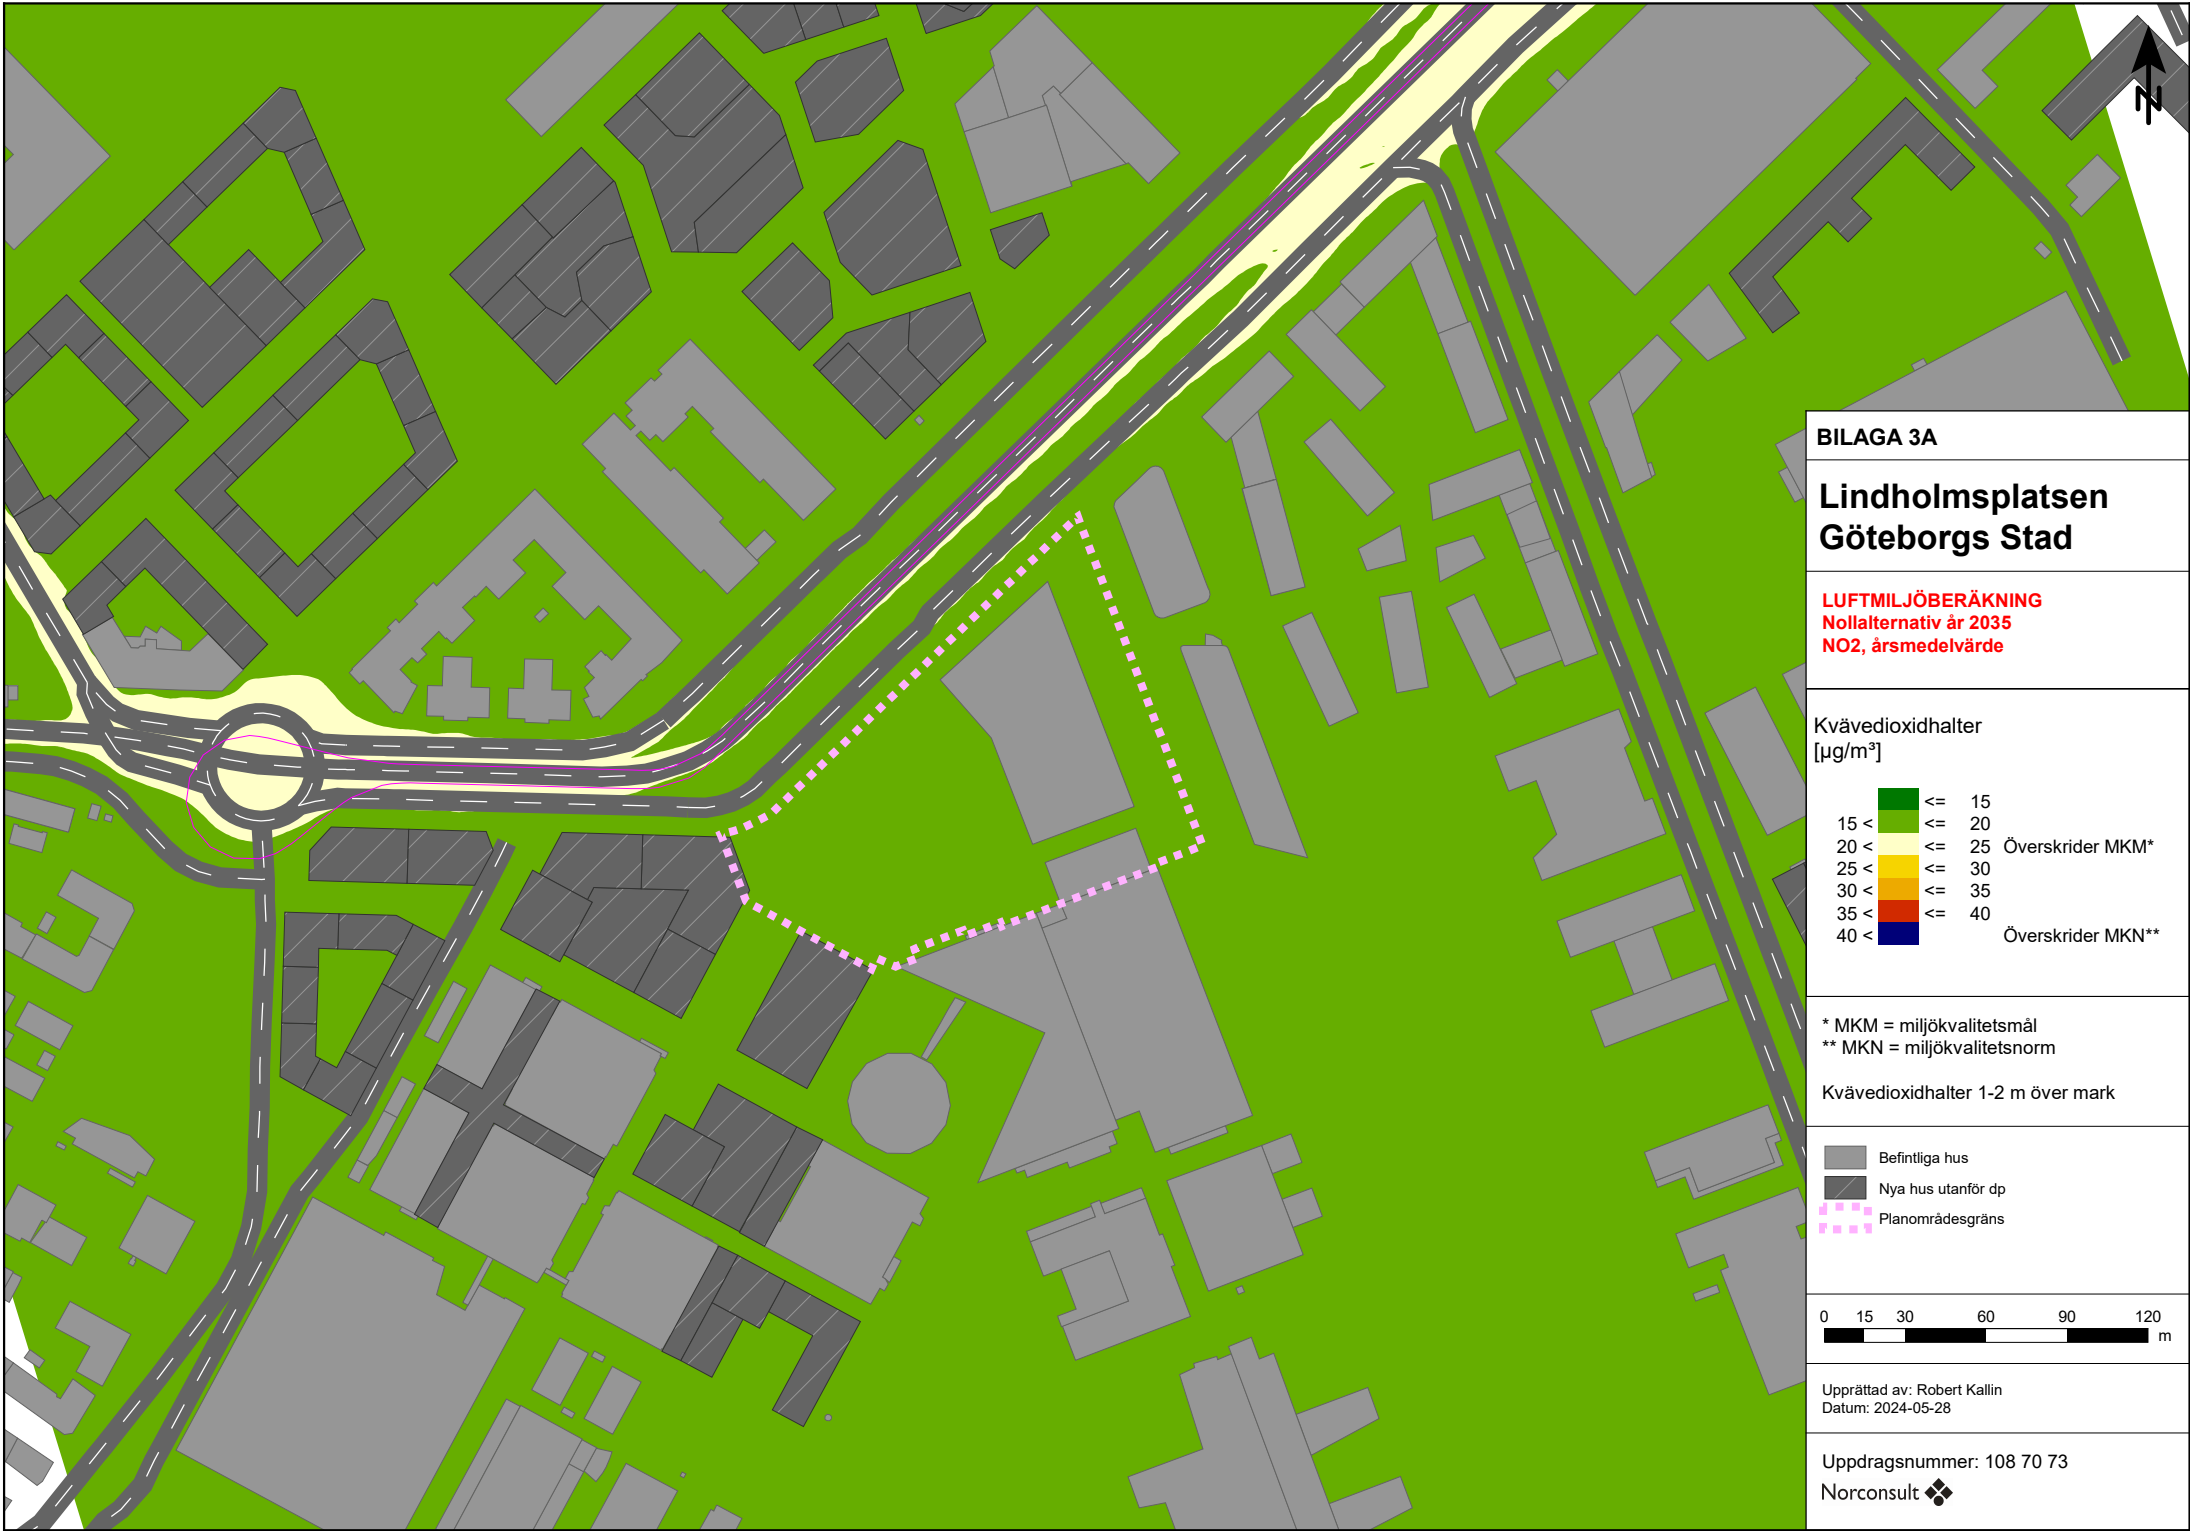 N
BILAGA 3A
Lindholmsplatsen
Göteborgs Stad
LUFTMILJÖBERÄKNING
Nollalternativ år 2035
NO2, årsmedelvärde
Kvävedioxidhalter
[µg/m³]
<= 15
15 < <= 20
20 < <= 25 Överskrider MKM*
25 < <= 30
30 < <= 35
35 < <= 40
40 < Överskrider MKN**
* MKM = miljökvalitetsmål
** MKN = miljökvalitetsnorm
Kvävedioxidhalter 1-2 m över mark
Befintliga hus
Nya hus utanför dp
Planområdesgräns
0 15 30 60 90 120
m
Upprättad av: Robert Kallin
Datum: 2024-05-28
Uppdragsnummer: 108 70 73
Norconsult